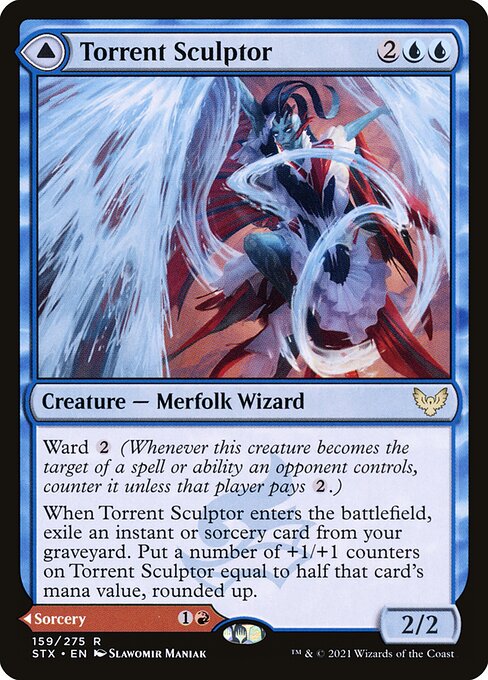 Torrent Sculptor 2
Creature — Merfolk Wizard
Ward 2 (Whenever this creature becomes the
target of a spell or ability an opponent controls,
counter it unless that player pays 2.)
When Torrent Sculptor enters the battlefield,
exile an instant or sorcery card from your
graveyard. Put a number of +1/+1 counters
on Torrent Sculptor equal to half that card's
mana value, rounded up.
Sorcery 1
2/2
159/275 R
STX • EN Slawomir Maniak
™ & © 2021 Wizards of the Coast